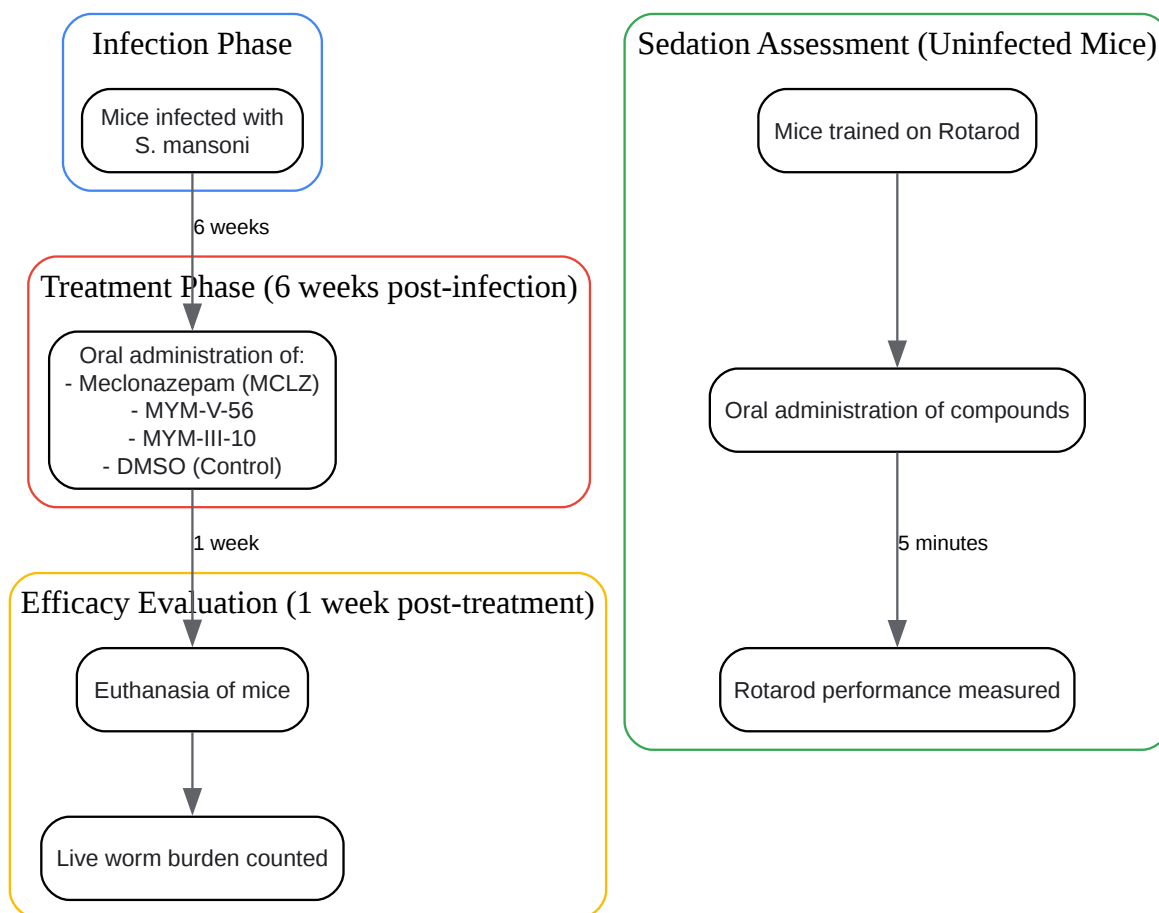 Infection Phase
Mice infected with
S. mansoni
6 weeks
Treatment Phase (6 weeks post-infection)
Oral administration of:
- Meclonazepam (MCLZ)
- MYM-V-56
- MYM-III-10
- DMSO (Control)
1 week
Efficacy Evaluation (1 week post-treatment)
Euthanasia of mice
Live worm burden counted
Sedation Assessment (Uninfected Mice)
Mice trained on Rotarod
Oral administration of compounds
5 minutes
Rotarod performance measured